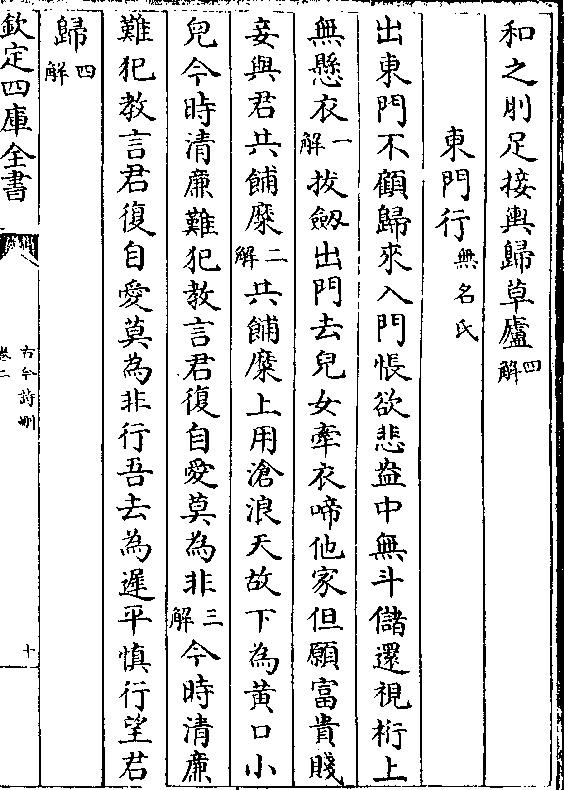 和之則足接輿歸草廬四解
東門行無名氏
出東門不顧歸來入門悵欲悲盎中無斗儲還視桁上
無懸衣一解拔劒出門去兒女牽衣啼他家但願富貴賤
妾與君共餔糜二解共餔糜上用滄浪天故下為黃口小
兒今時清廉難犯教言君復自愛莫為非三解今時清廉
難犯教言君復自愛莫為非行吾去為遲平慎行望君
歸四解
欽定四庫全書
古今詩刪
卷二
十